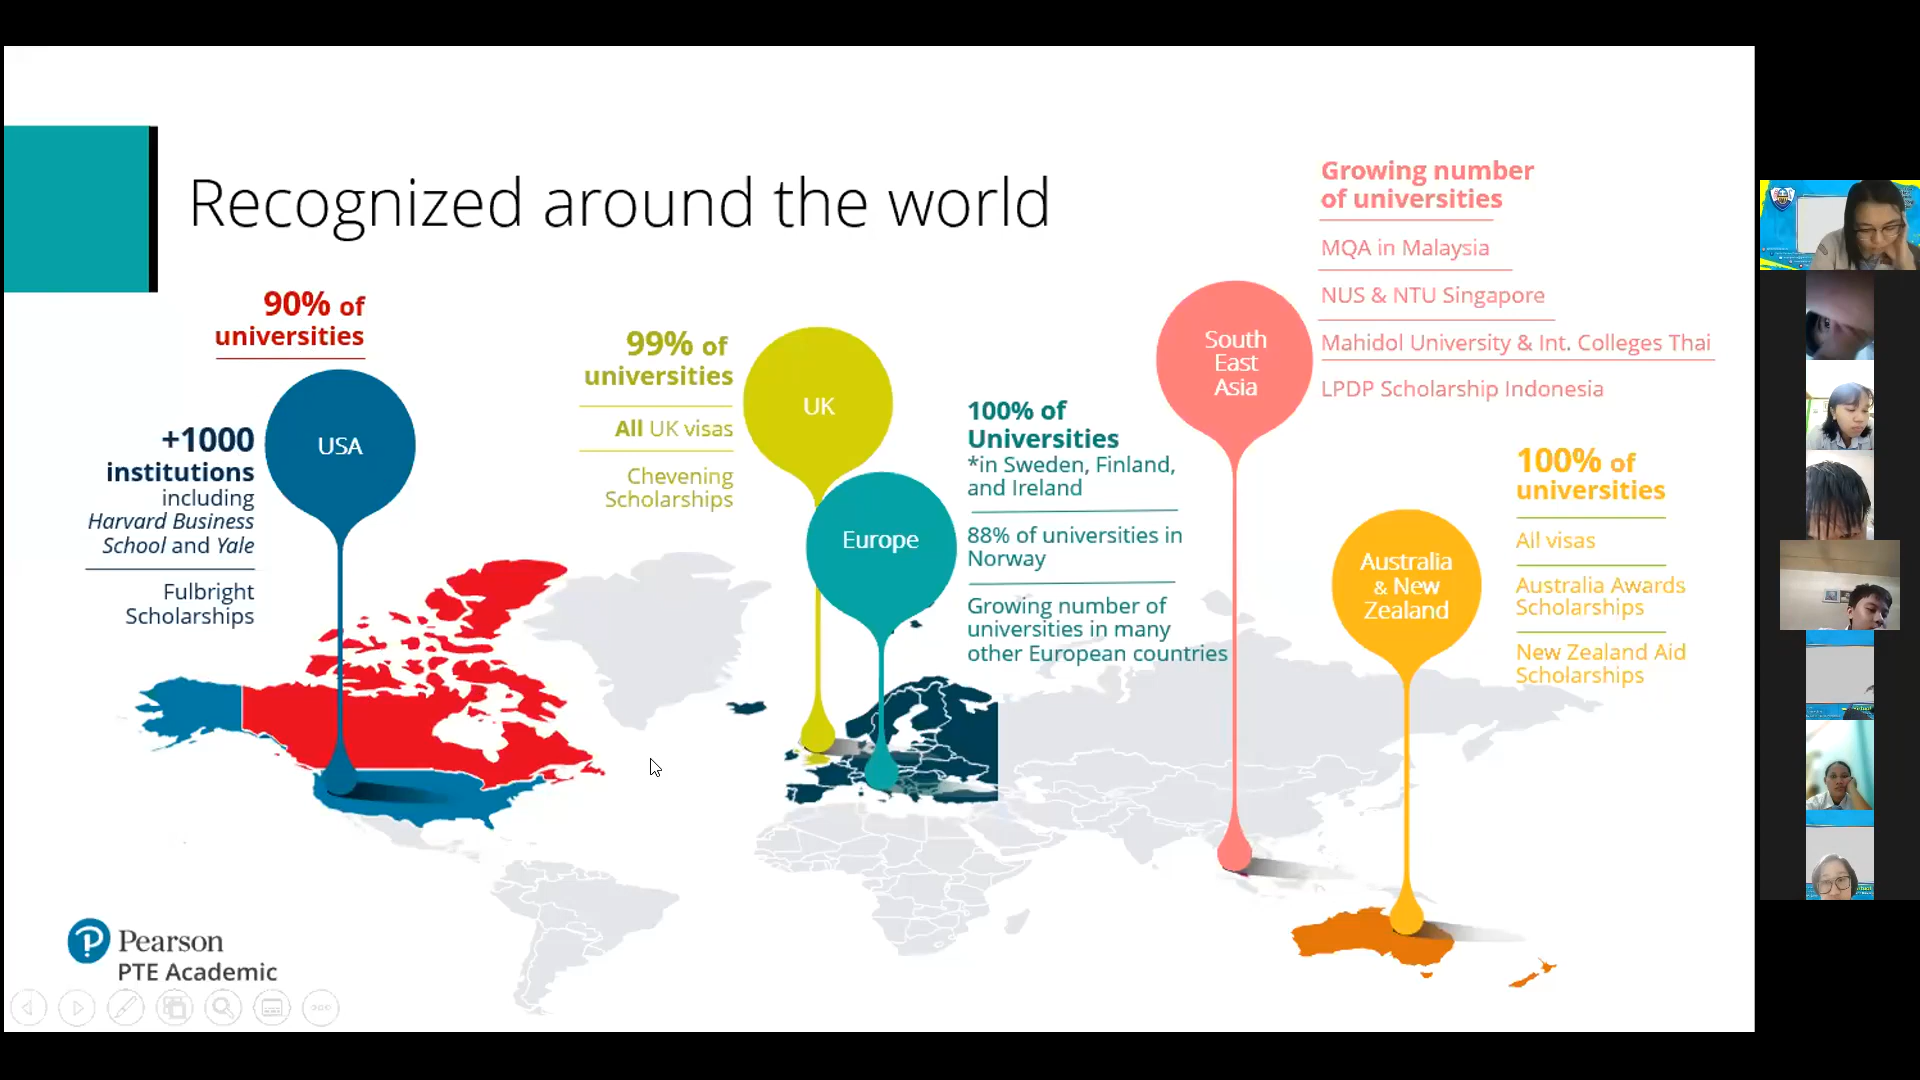 Recognized around the world
90% of
universities
+1000
institutions
including
Harvard Business
School and Yale
Fulbright
Scholarships
USA
99% of
universities
All UK visas
Chevening
Scholarships
UK
Europe
100% of
Universities
*in Sweden, Finland,
and Ireland
88% of universities in
Norway
Growing number of
universities in many
other European countries
South
East
Asia
Growing number
of universities
MQA in Malaysia
NUS & NTU Singapore
Mahidol University & Int. Colleges Thai
LPDP Scholarship Indonesia
Australia
& New
Zealand
100% of
universities
All visas
Australia Awards
Scholarships
New Zealand Aid
Scholarships
Pearson
PTE Academic